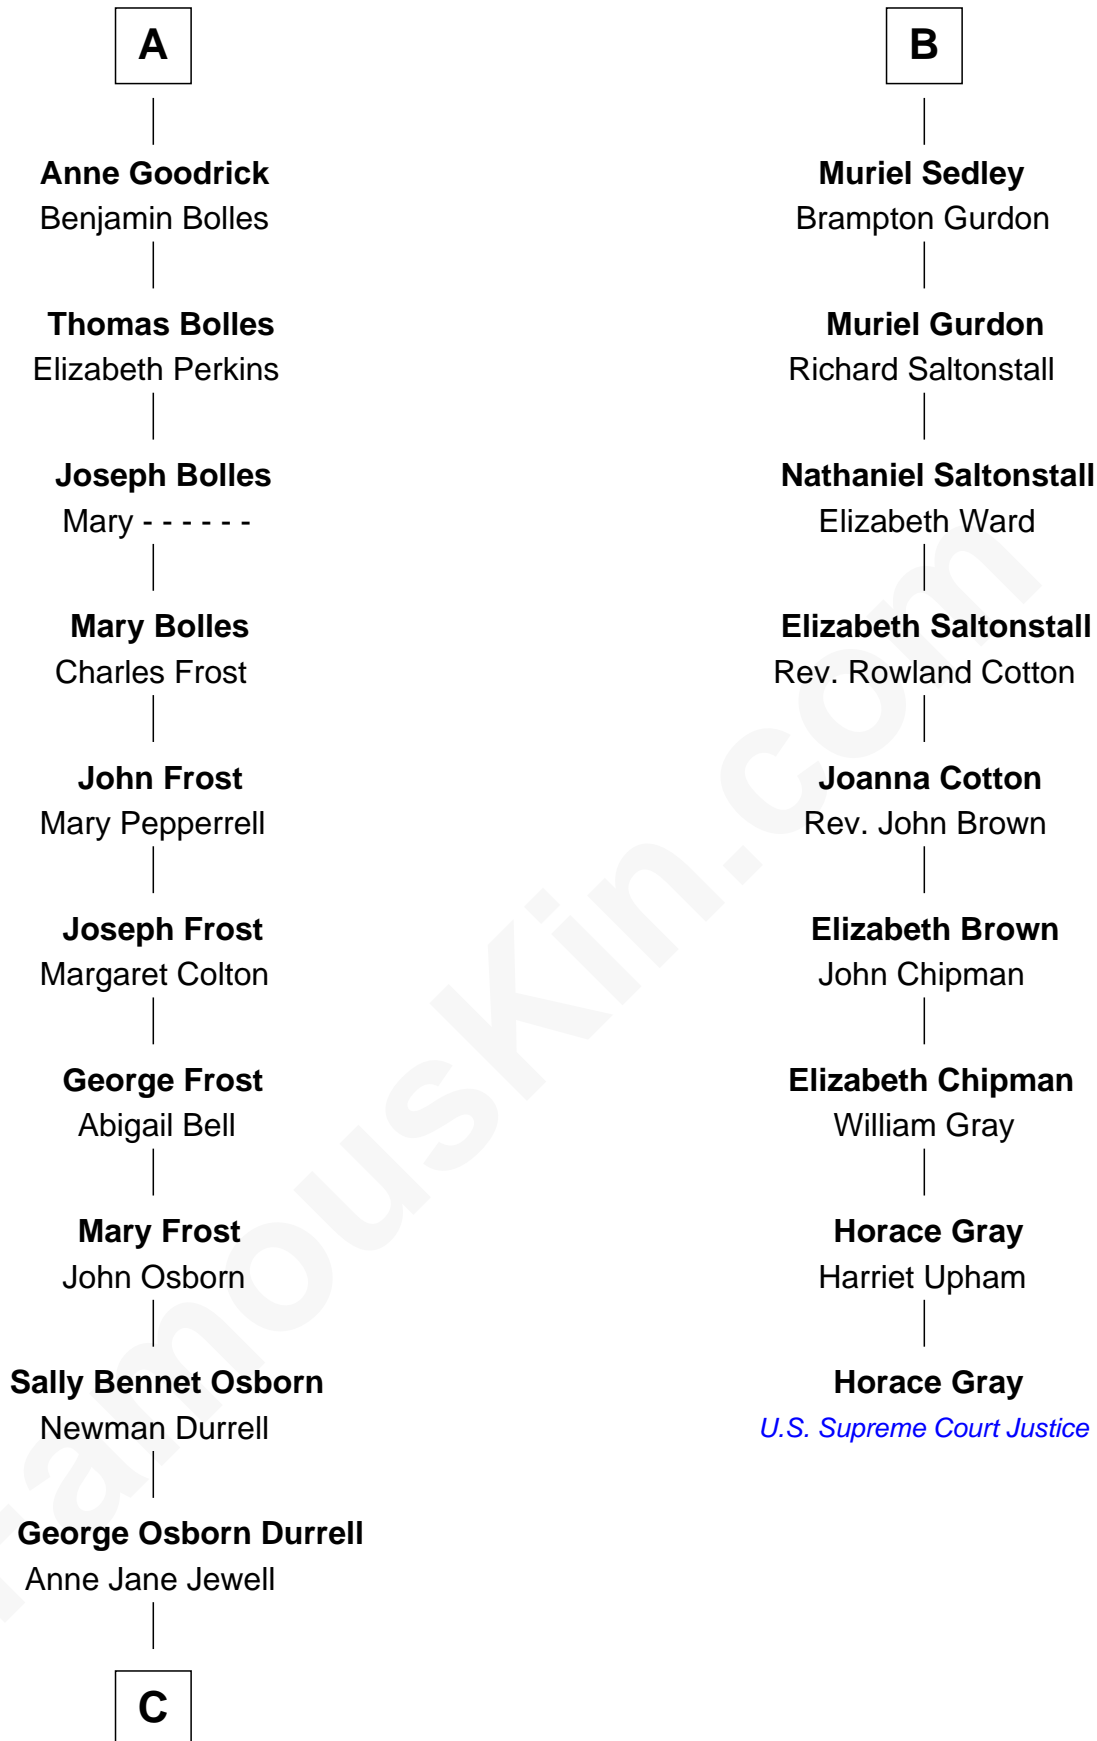 A
Anne Goodrick
Benjamin Bolles
Thomas Bolles
Elizabeth Perkins
Joseph Bolles
Mary - - - - - -
Mary Bolles
Charles Frost
John Frost
Mary Pepperrell
Joseph Frost
Margaret Colton
George Frost
Abigail Bell
Mary Frost
John Osborn
Sally Bennet Osborn
Newman Durrell
George Osborn Durrell
Anne Jane Jewell
C
B
Muriel Sedley
Brampton Gurdon
Muriel Gurdon
Richard Saltonstall
Nathaniel Saltonstall
Elizabeth Ward
Elizabeth Saltonstall
Rev. Rowland Cotton
Joanna Cotton
Rev. John Brown
Elizabeth Brown
John Chipman
Elizabeth Chipman
William Gray
Horace Gray
Harriet Upham
Horace Gray
U.S. Supreme Court Justice
FamousKin.com